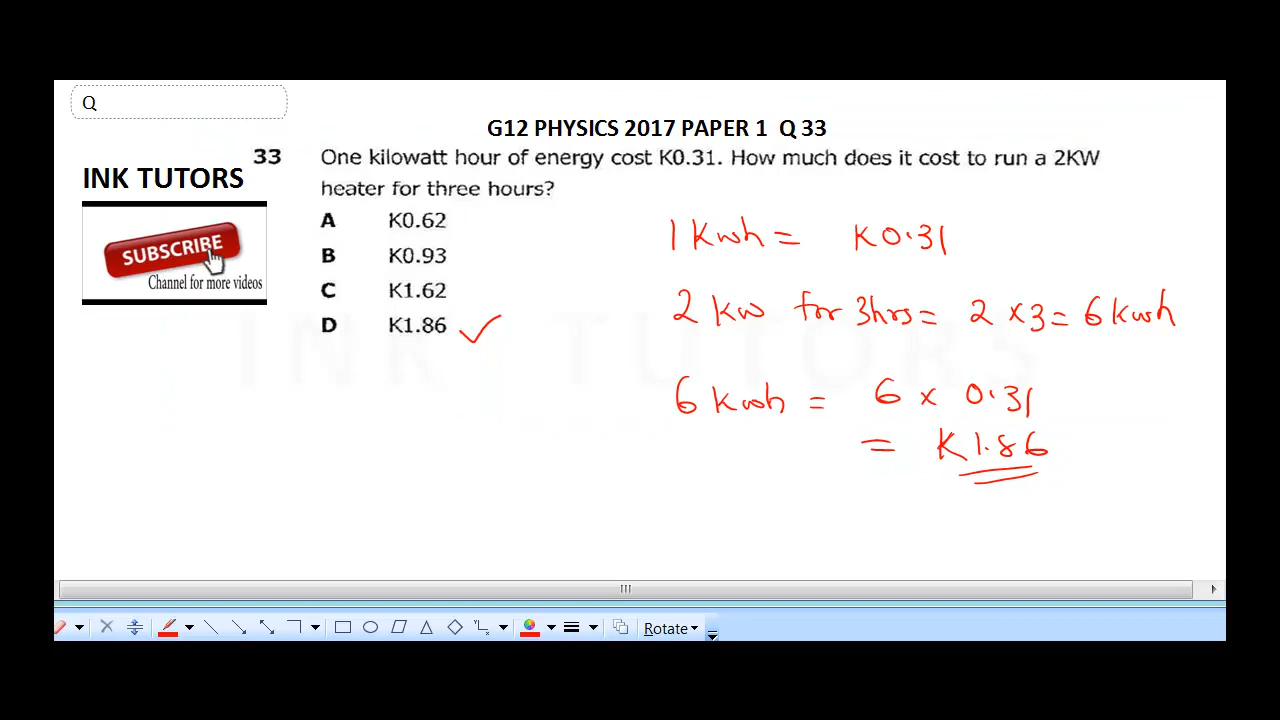 Q
G12 PHYSICS 2017 PAPER 1 Q 33
33 One kilowatt hour of energy cost K0.31. How much does it cost to run a 2KW
heater for three hours?
INK TUTORS
SUBSCRIBE
Channel for more videos
A K0.62
B K0.93
C K1.62
D K1.86
1 Kwh = K0.31
2 KW for 3hrs = 2 x 3 = 6 Kwh
6 Kwh = 6 x 0.31
= K1.86
INK TUTORS
Rotate